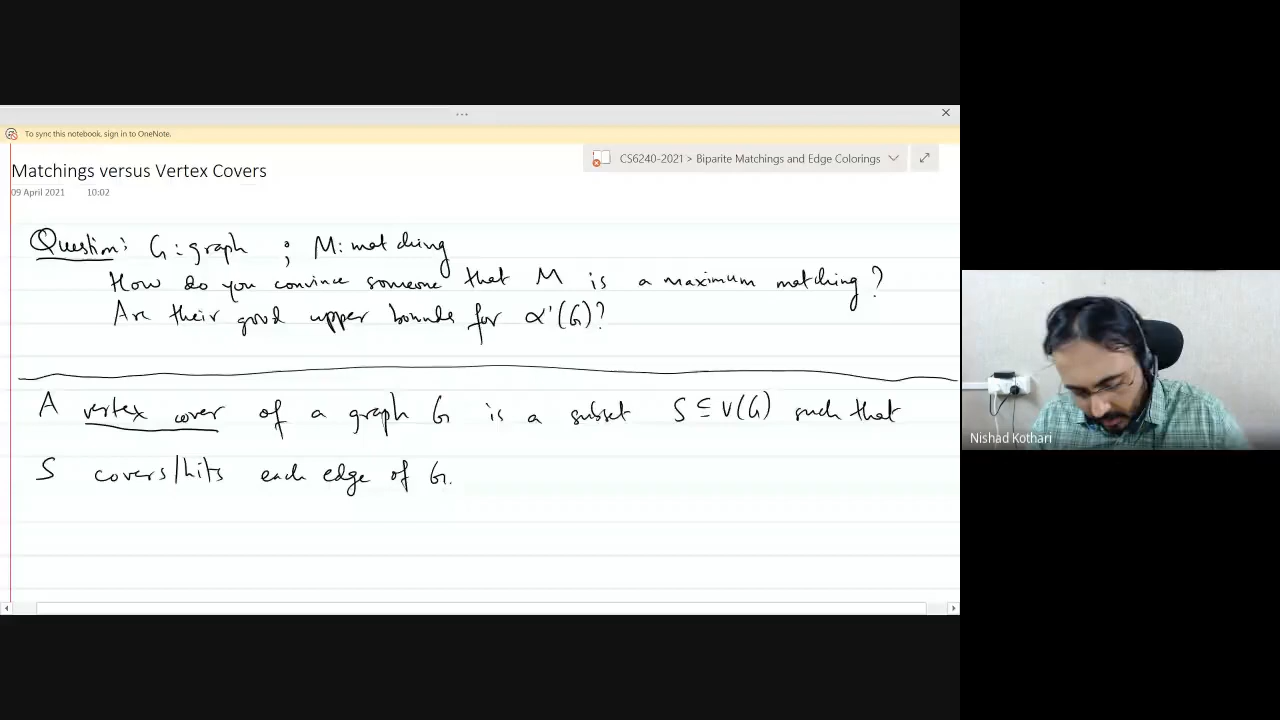 To sync this notebook, sign in to OneNote.
Matchings versus Vertex Covers
CS6240-2021 > Biparite Matchings and Edge Colorings
09 April 2021 10:02
Question: G: graph ; M: matching
How do you convince someone that M is a maximum matching?
Are their good upper bounds for α'(G)?
A vertex cover of a graph G is a subset S ⊆ V(G) such that
S covers/hits each edge of G.
Nishad Kothari